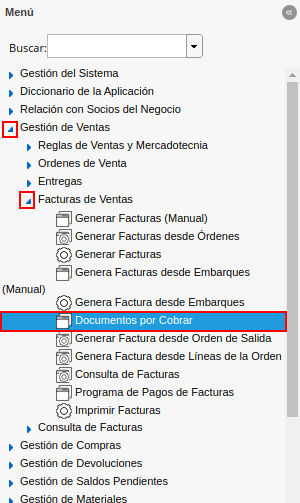 Menú
Buscar:
Gestión del Sistema
Diccionario de la Aplicación
Relación con Socios del Negocio
Gestión de Ventas
Reglas de Ventas y Mercadotecnia
Ordenes de Venta
Entregas
Facturas de Ventas
Generar Facturas (Manual)
Generar Facturas desde Órdenes
Generar Facturas
Genera Facturas desde Embarques
(Manual)
Genera Factura desde Embarques
Documentos por Cobrar
Generar Factura desde Orden de Salida
Genera Factura desde Líneas de la Orden
Consulta de Facturas
Programa de Pagos de Facturas
Imprimir Facturas
Consulta de Facturas
Gestión de Compras
Gestión de Devoluciones
Gestión de Saldos Pendientes
Gestión de Materiales